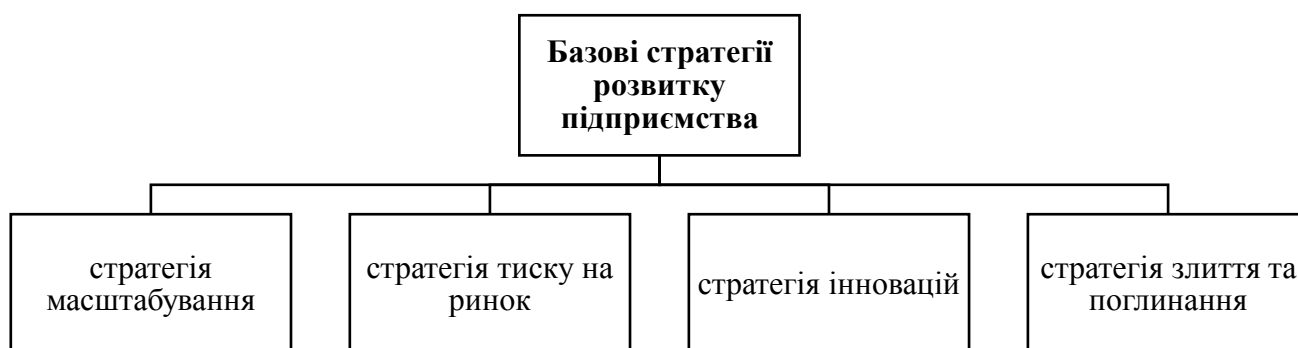 Базові стратегії
розвитку
підприємства
стратегія
масштабування
стратегія тиску на
ринок
стратегія інновацій
стратегія злиття та
поглинання